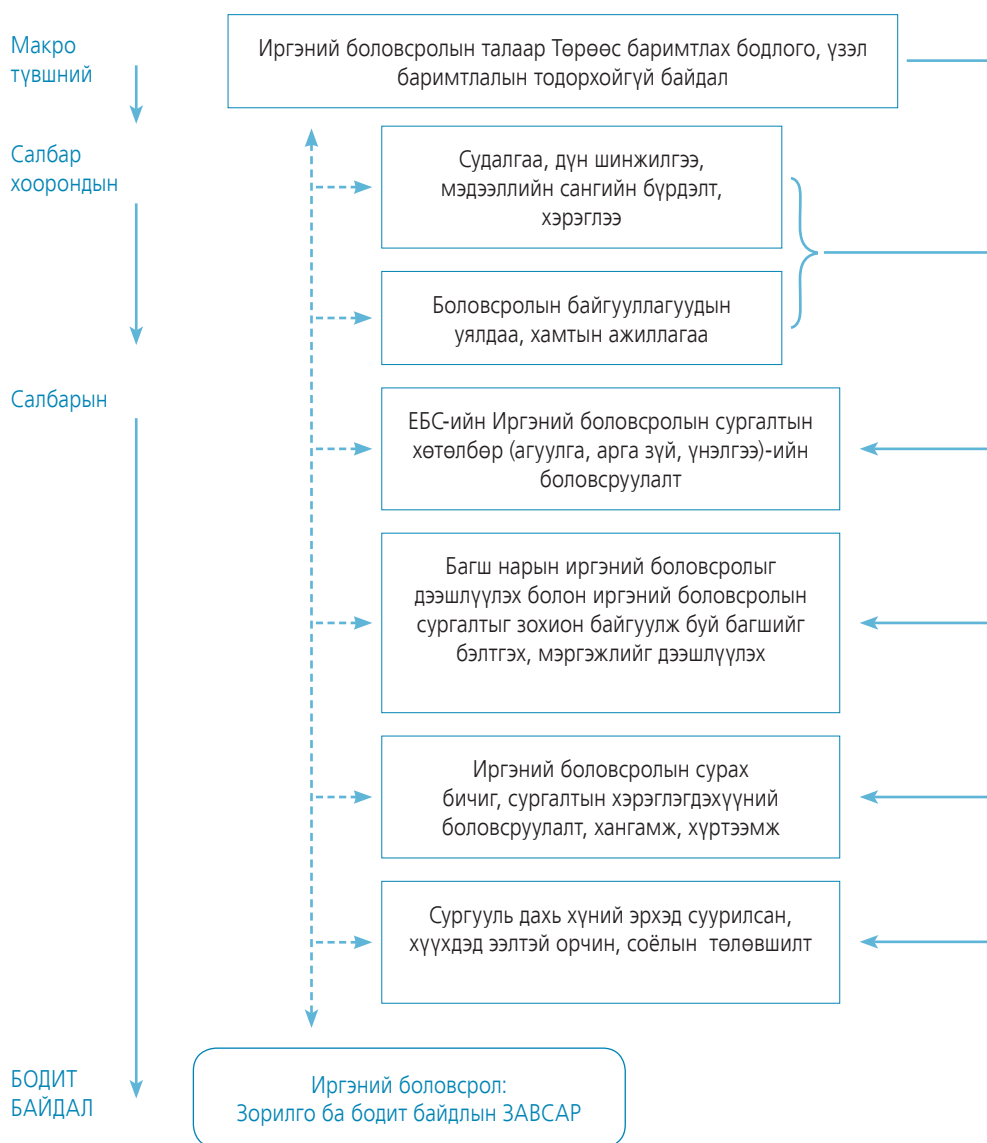 Макро
түвшний
Иргэний боловсролын талаар Төрөөс баримтлах бодлого, үзэл
баримтлалын тодорхойгүй байдал
Салбар
хоорондын
Судалгаа, дүн шинжилгээ,
мэдээллийн сангийн бүрдэлт,
хэрэглээ
Боловсролын байгууллагуудын
уялдаа, хамтын ажиллагаа
Салбарын
ЕБС-ийн Иргэний боловсролын сургалтын
хөтөлбөр (агуулга, арга зүй, үнэлгээ)-ийн
боловсруулалт
Багш нарын иргэний боловсролыг
дээшлүүлэх болон иргэний боловсролын
сургалтыг зохион байгуулж буй багшийг
бэлтгэх, мэргэжлийг дээшлүүлэх
Иргэний боловсролын сурах
бичиг, сургалтын хэрэглэгдэхүүний
боловсруулалт, хангамж, хүртээмж
Сургууль дахь хүний эрхэд суурилсан,
хүүхдэд ээлтэй орчин, соёлын төлөвшилт
БОДИТ
БАЙДАЛ
Иргэний боловсрол:
Зорилго ба бодит байдлын ЗАВСАР